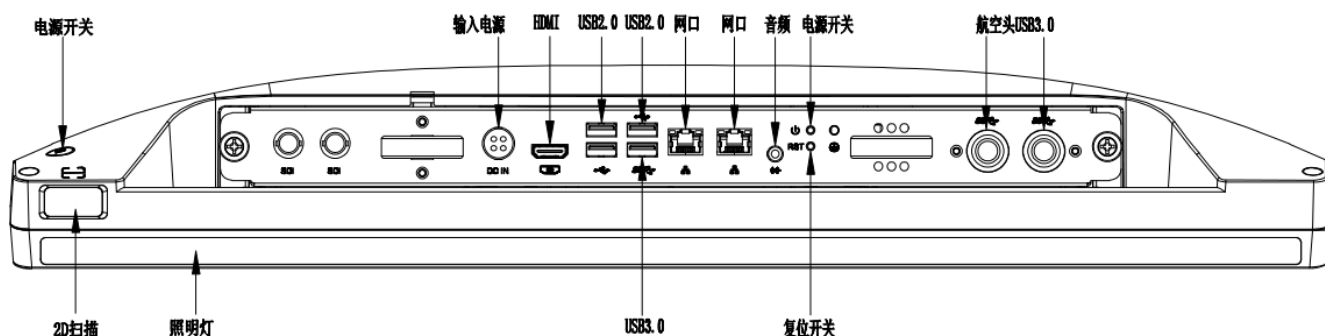 电源开关
输入电源
HDMI
USB2.0
USB2.0
网口
网口
音频
电源开关
航空头USB3.0
RST
SDI
SDI
DC IN
2D扫描
照明灯
USB3.0
复位开关